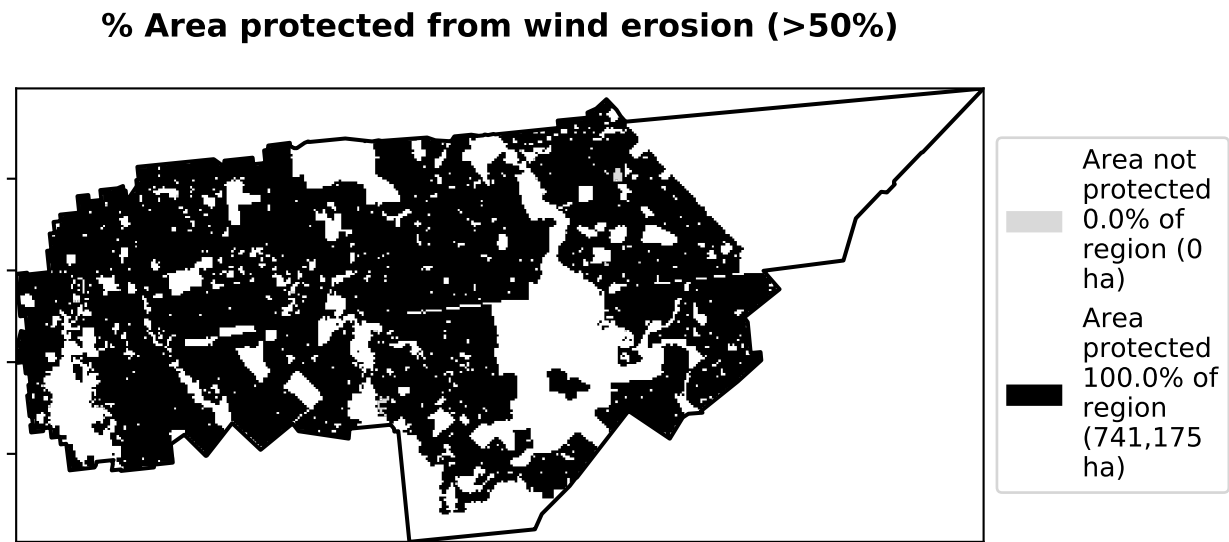 % Area protected from wind erosion (>50%)
Area not
protected
0.0% of
region (0
ha)
Area
protected
100.0% of
region
(741,175
ha)